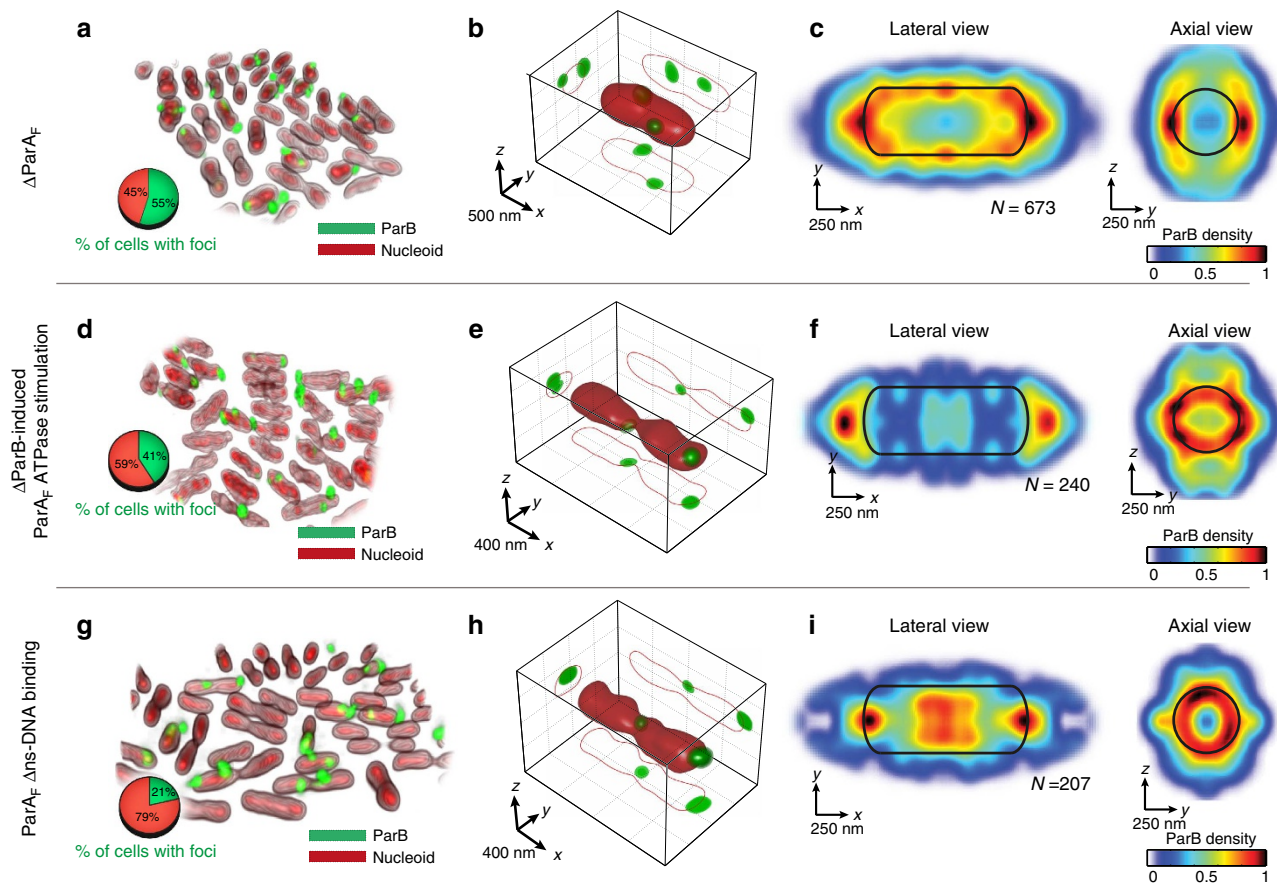 a
b
c
Lateral view
Axial view
ΔParA_F
45%
55%
% of cells with foci
ParB
Nucleoid
z
y
x
500 nm
y
x
250 nm
N = 673
z
y
250 nm
ParB density
0 0.5 1
d
e
f
Lateral view
Axial view
ΔParB-induced
ParA_F ATPase stimulation
59%
41%
% of cells with foci
ParB
Nucleoid
z
y
x
400 nm
y
x
250 nm
N = 240
z
y
250 nm
ParB density
0 0.5 1
g
h
i
Lateral view
Axial view
ParA_F Δns-DNA binding
21%
79%
% of cells with foci
ParB
Nucleoid
z
y
x
400 nm
y
x
250 nm
N =207
z
y
250 nm
ParB density
0 0.5 1